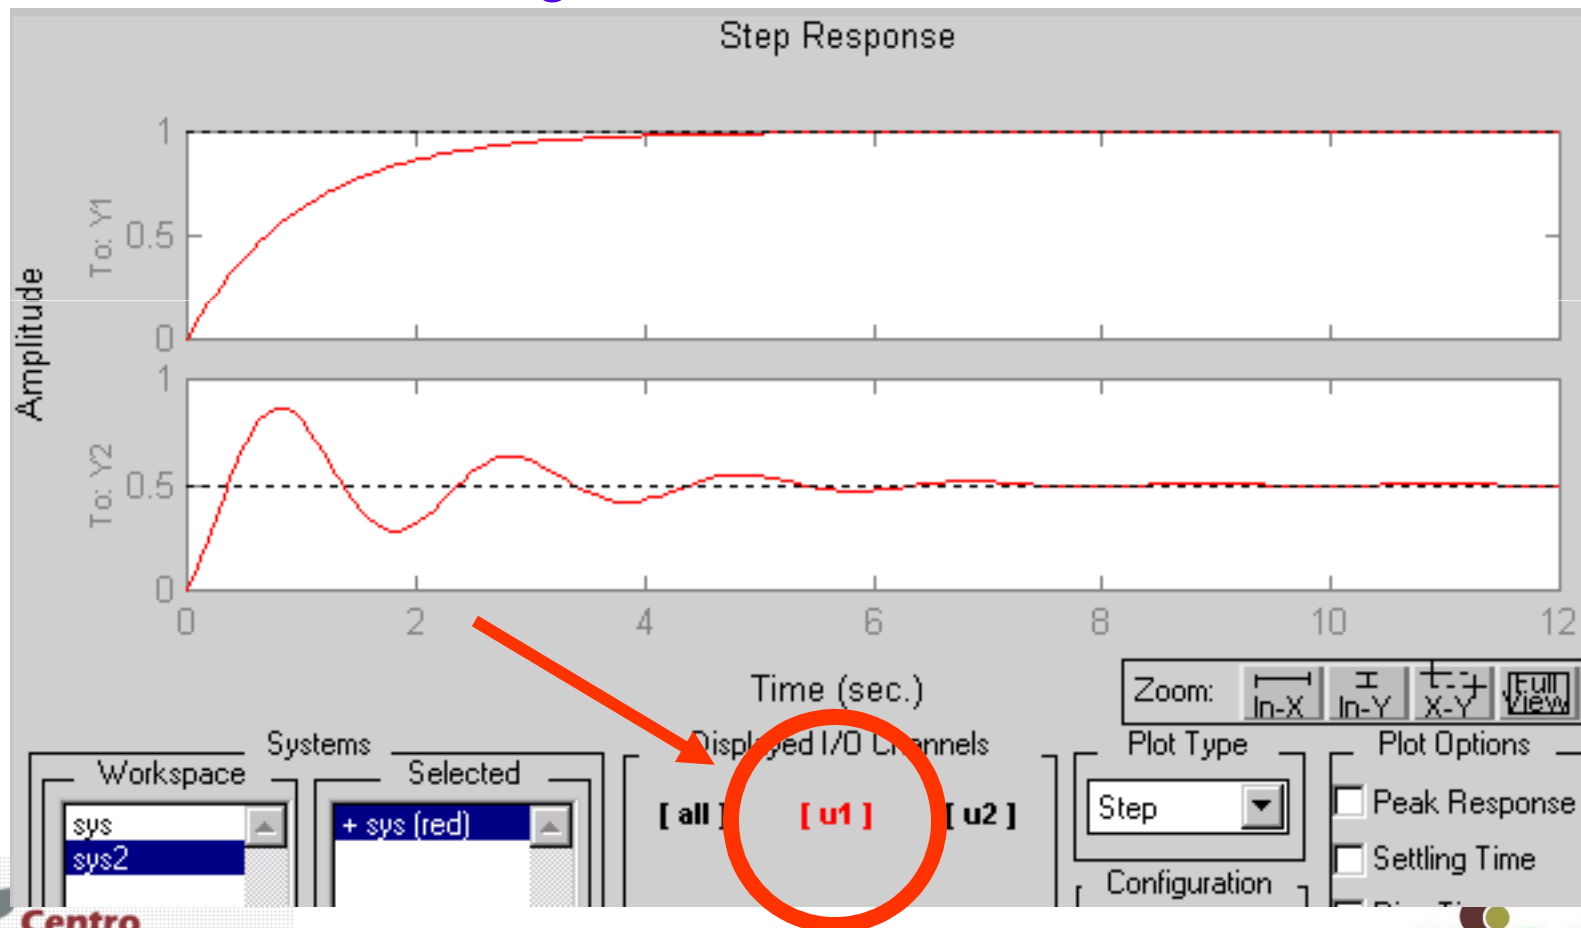 Step Response
1
0.5
0
To: Y1
Amplitude
1
0.5
0
To: Y2
0 2 4 6 8 10 12
Time (sec.)
Zoom: In-X In-Y X-Y Full View
Systems
Workspace
sys
sys2
Selected
+ sys (red)
Displayed I/O Channels
[ all ] [ u1 ] [ u2 ]
Plot Type
Step
Configuration
Plot Options
Peak Response
Settling Time
Centro